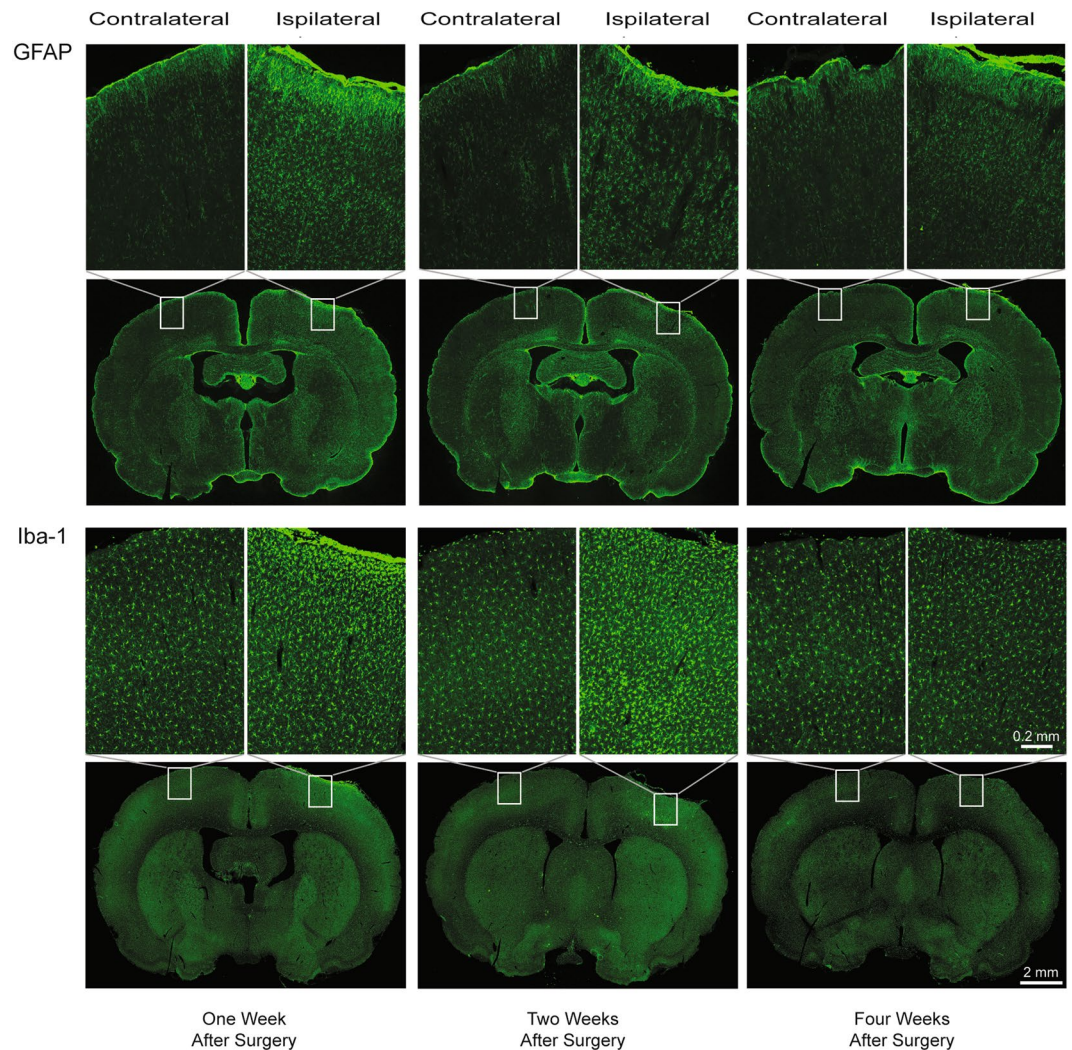 Contralateral Ispilateral Contralateral Ispilateral Contralateral Ispilateral
GFAP
Iba-1
0.2 mm
2 mm
One Week Two Weeks Four Weeks
After Surgery After Surgery After Surgery